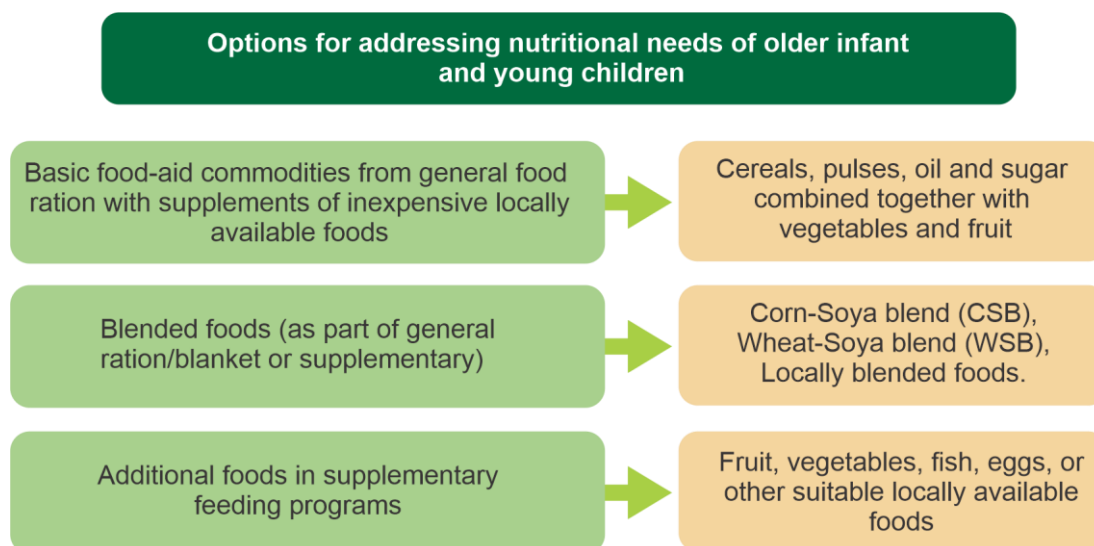 Options for addressing nutritional needs of older infant
and young children
Basic food-aid commodities from general food
ration with supplements of inexpensive locally
available foods
Cereals, pulses, oil and sugar
combined together with
vegetables and fruit
Blended foods (as part of general
ration/blanket or supplementary)
Corn-Soya blend (CSB),
Wheat-Soya blend (WSB),
Locally blended foods.
Additional foods in supplementary
feeding programs
Fruit, vegetables, fish, eggs, or
other suitable locally available
foods